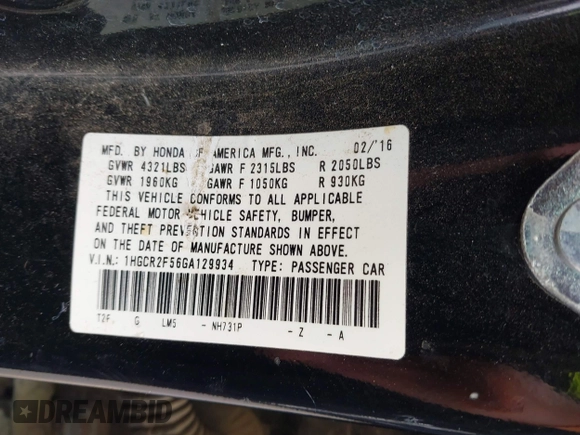 MFD. BY HONDA OF AMERICA MFG., INC. 02/'16
GVWR 4321LBS GAWR F 2315LBS R 2050LBS
GVWR 1960KG GAWR F 1050KG R 930KG
THIS VEHICLE CONFORMS TO ALL APPLICABLE
FEDERAL MOTOR VEHICLE SAFETY, BUMPER,
AND THEFT PREVENTION STANDARDS IN EFFECT
ON THE DATE OF MANUFACTURE SHOWN ABOVE.
V.I.N.: 1HGCR2F56GA129934 TYPE: PASSENGER CAR
G LM5 - NH731P - Z - A
DREAMBID